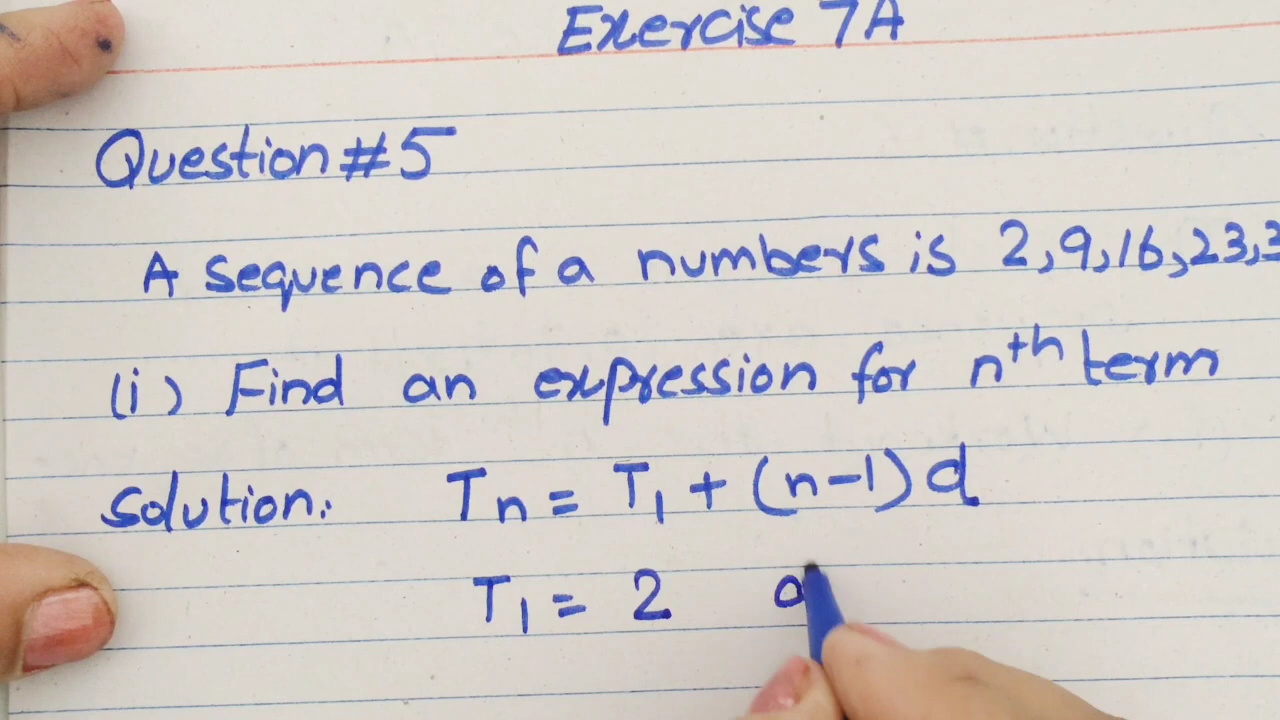 Exercise 7A
Question #5
A sequence of a numbers is 2,9,16,23,3
(i) Find an expression for nth term
Solution: Tn = T1 + (n-1)d
T1 = 2